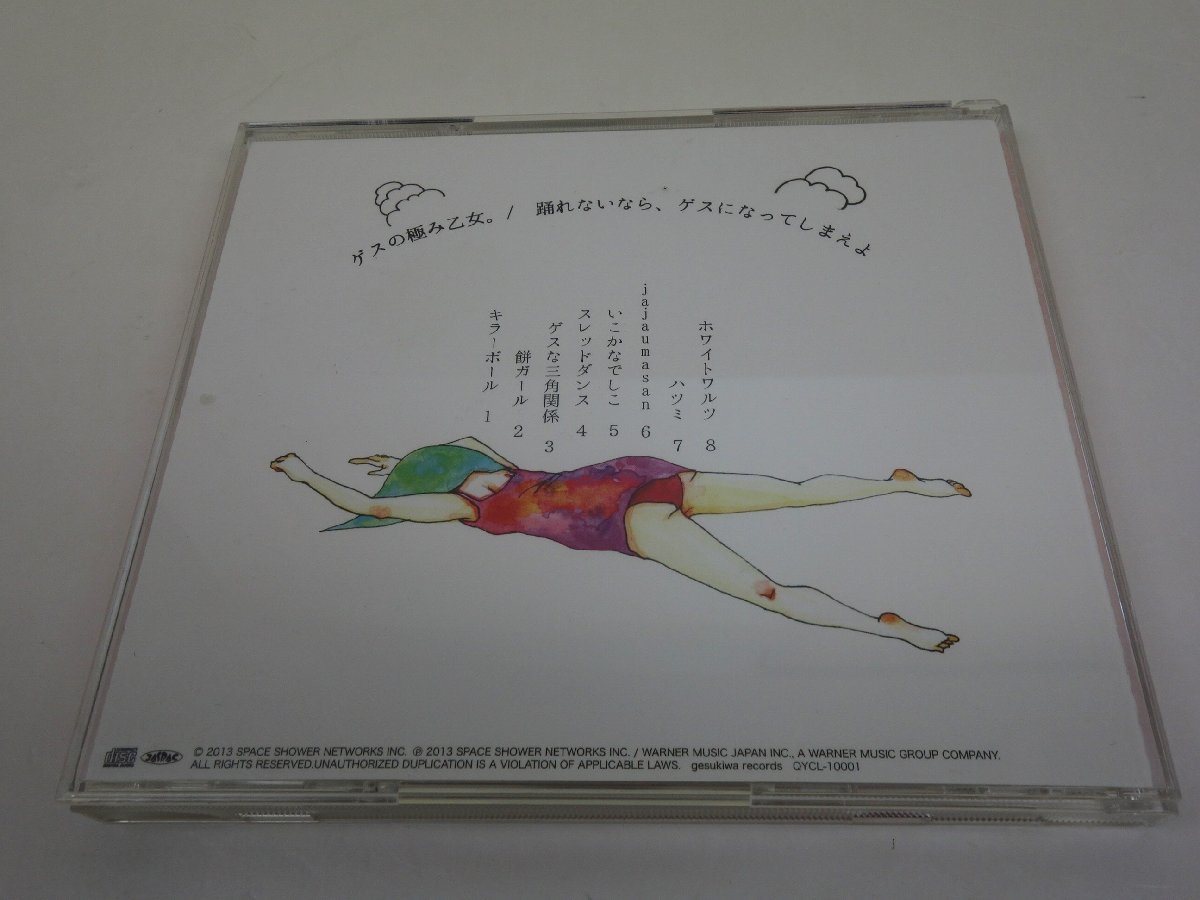 ゲスの極み乙女。/ 踊れないなら、ゲスになってしまえよ
キラーボール 1
餅ガール 2
ゲスな三角関係 3
スレッドダンス 4
いこかなでしこ 5
jajaumasan 6
ハツミ 7
ホワイトワルツ 8
disc
JASRAC
© 2013 SPACE SHOWER NETWORKS INC. ℗ 2013 SPACE SHOWER NETWORKS INC. / WARNER MUSIC JAPAN INC., A WARNER MUSIC GROUP COMPANY.
ALL RIGHTS RESERVED.UNAUTHORIZED DUPLICATION IS A VIOLATION OF APPLICABLE LAWS. gesukiwa records QYCL-10001